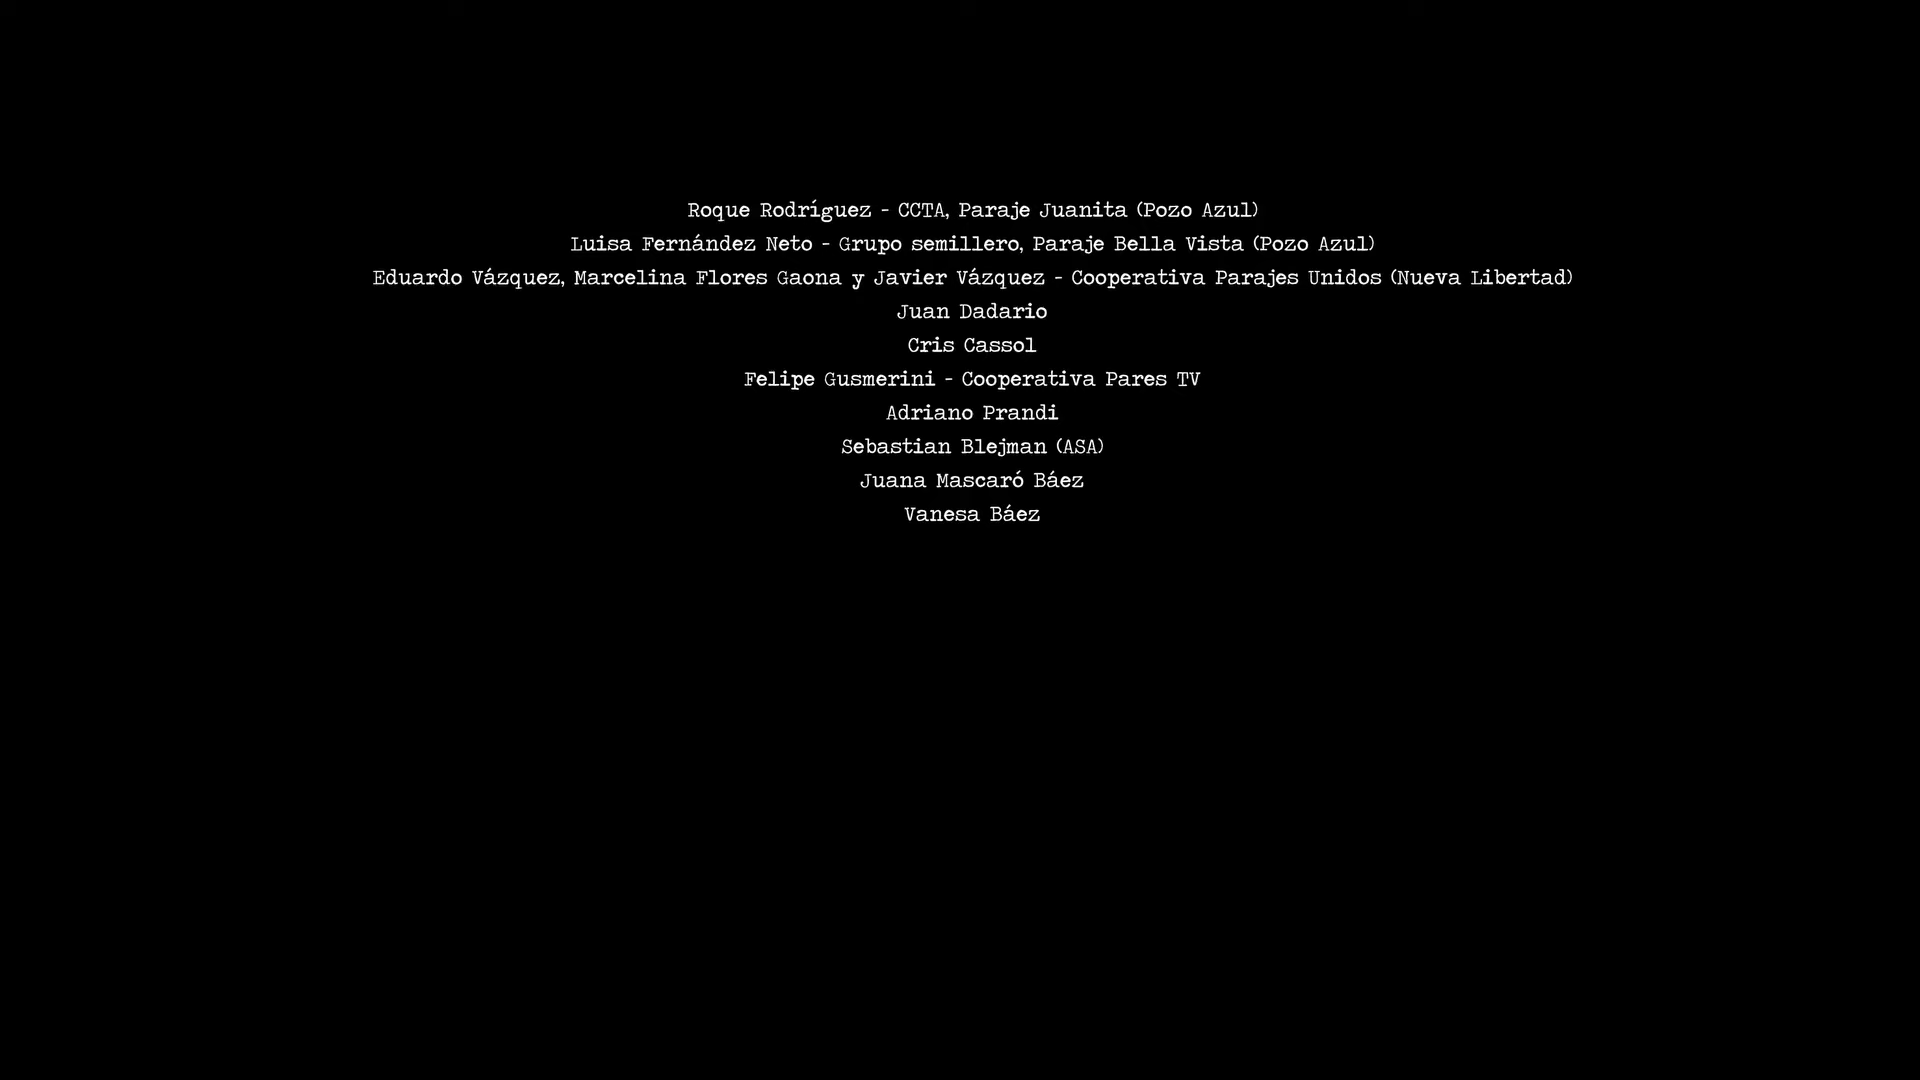 Roque Rodríguez - CCTA, Paraje Juanita (Pozo Azul)
Luisa Fernández Neto - Grupo semillero, Paraje Bella Vista (Pozo Azul)
Eduardo Vázquez, Marcelina Flores Gaona y Javier Vázquez - Cooperativa Parajes Unidos (Nueva Libertad)
Juan Dadario
Cris Cassol
Felipe Gusmerini - Cooperativa Pares TV
Adriano Prandi
Sebastian Blejman (ASA)
Juana Mascaró Báez
Vanesa Báez